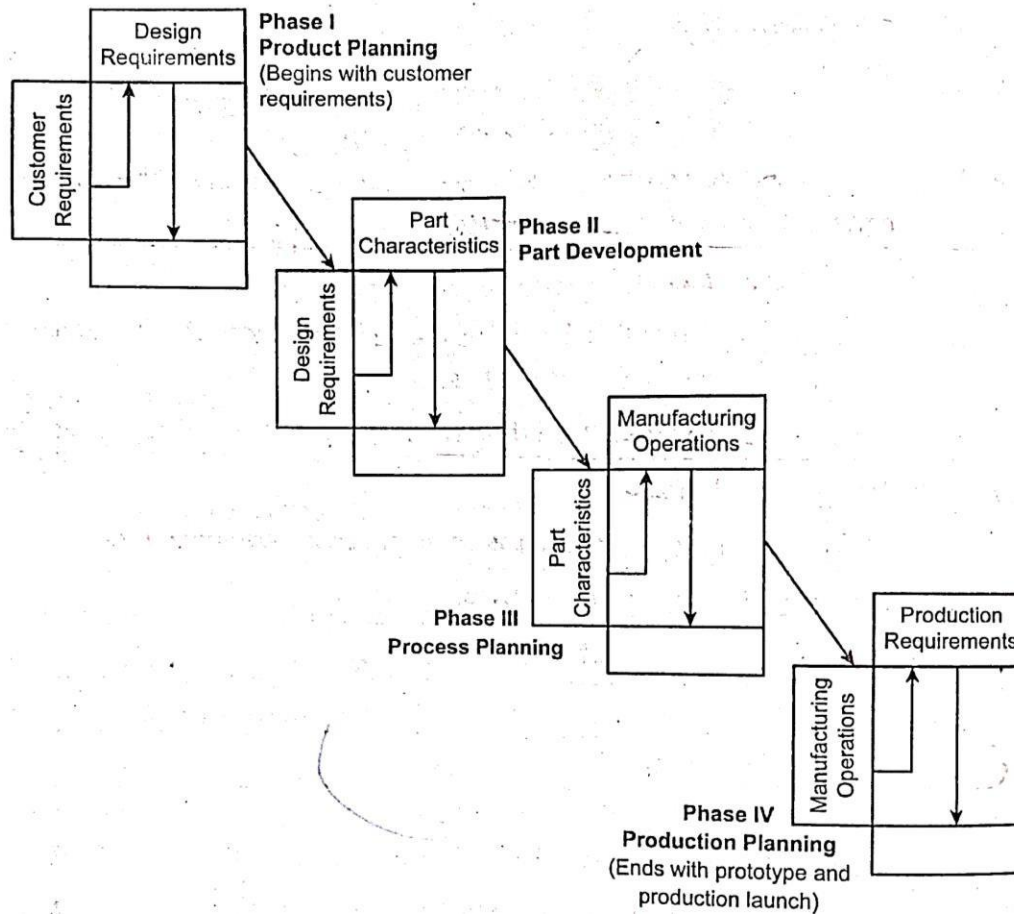 Design
Requirements
Phase I
Product Planning
(Begins with customer
requirements)
Customer
Requirements
Part
Characteristics
Phase II
Part Development
Design
Requirements
Manufacturing
Operations
Part
Characteristics
Phase III
Process Planning
Production
Requirements
Manufacturing
Operations
Phase IV
Production Planning
(Ends with prototype and
production launch)